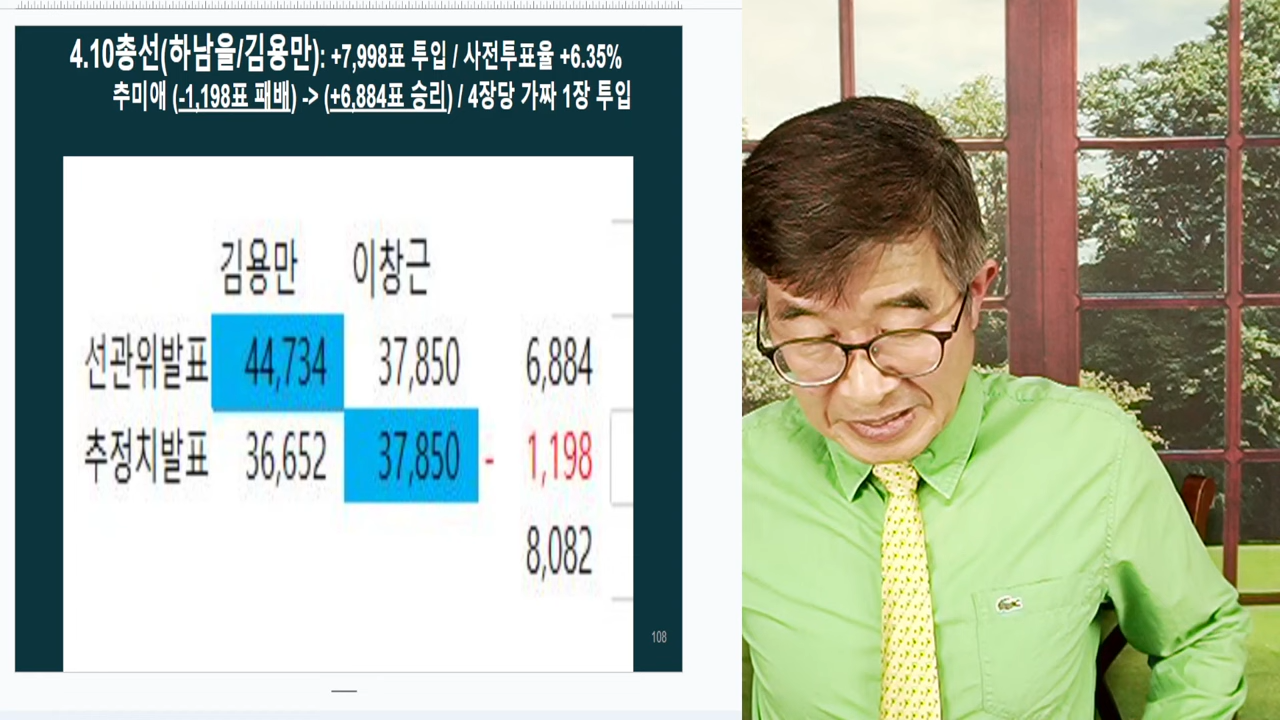 4.10총선(하남을/김용만): +7,998표 투입 / 사전투표율 +6.35%
추미애 (-1,198표 패배) -> (+6,884표 승리) / 4장당 가짜 1장 투입
김용만 이창근
선관위발표 44,734 37,850 6,884
추정치발표 36,652 37,850 - 1,198
8,082
108